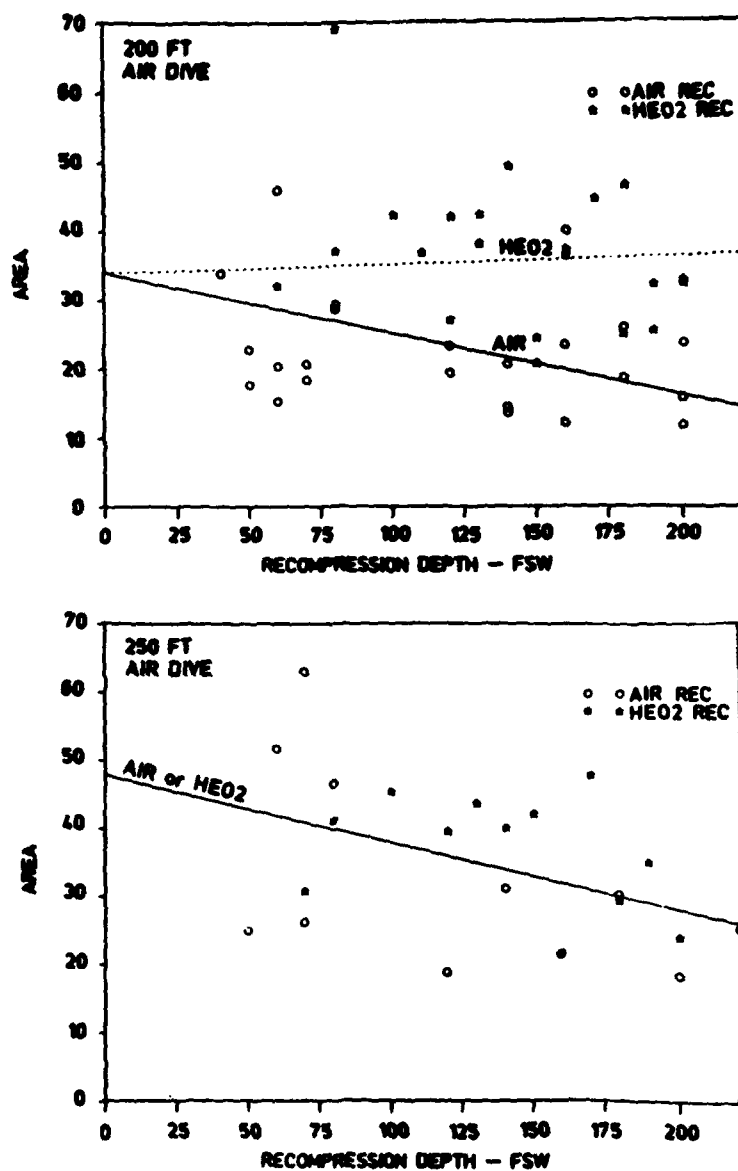 70
200 FT
AIR DIVE
60
AIR REC
HEO2 REC
50
40
HEO2
AREA
30
AIR
20
10
0
0 25 50 75 100 125 150 175 200
RECOMPRESSION DEPTH — FSW
70
250 FT
AIR DIVE
60
AIR REC
HEO2 REC
50
AIR or HEO2
40
AREA
30
20
10
0
0 25 50 75 100 125 150 175 200
RECOMPRESSION DEPTH — FSW